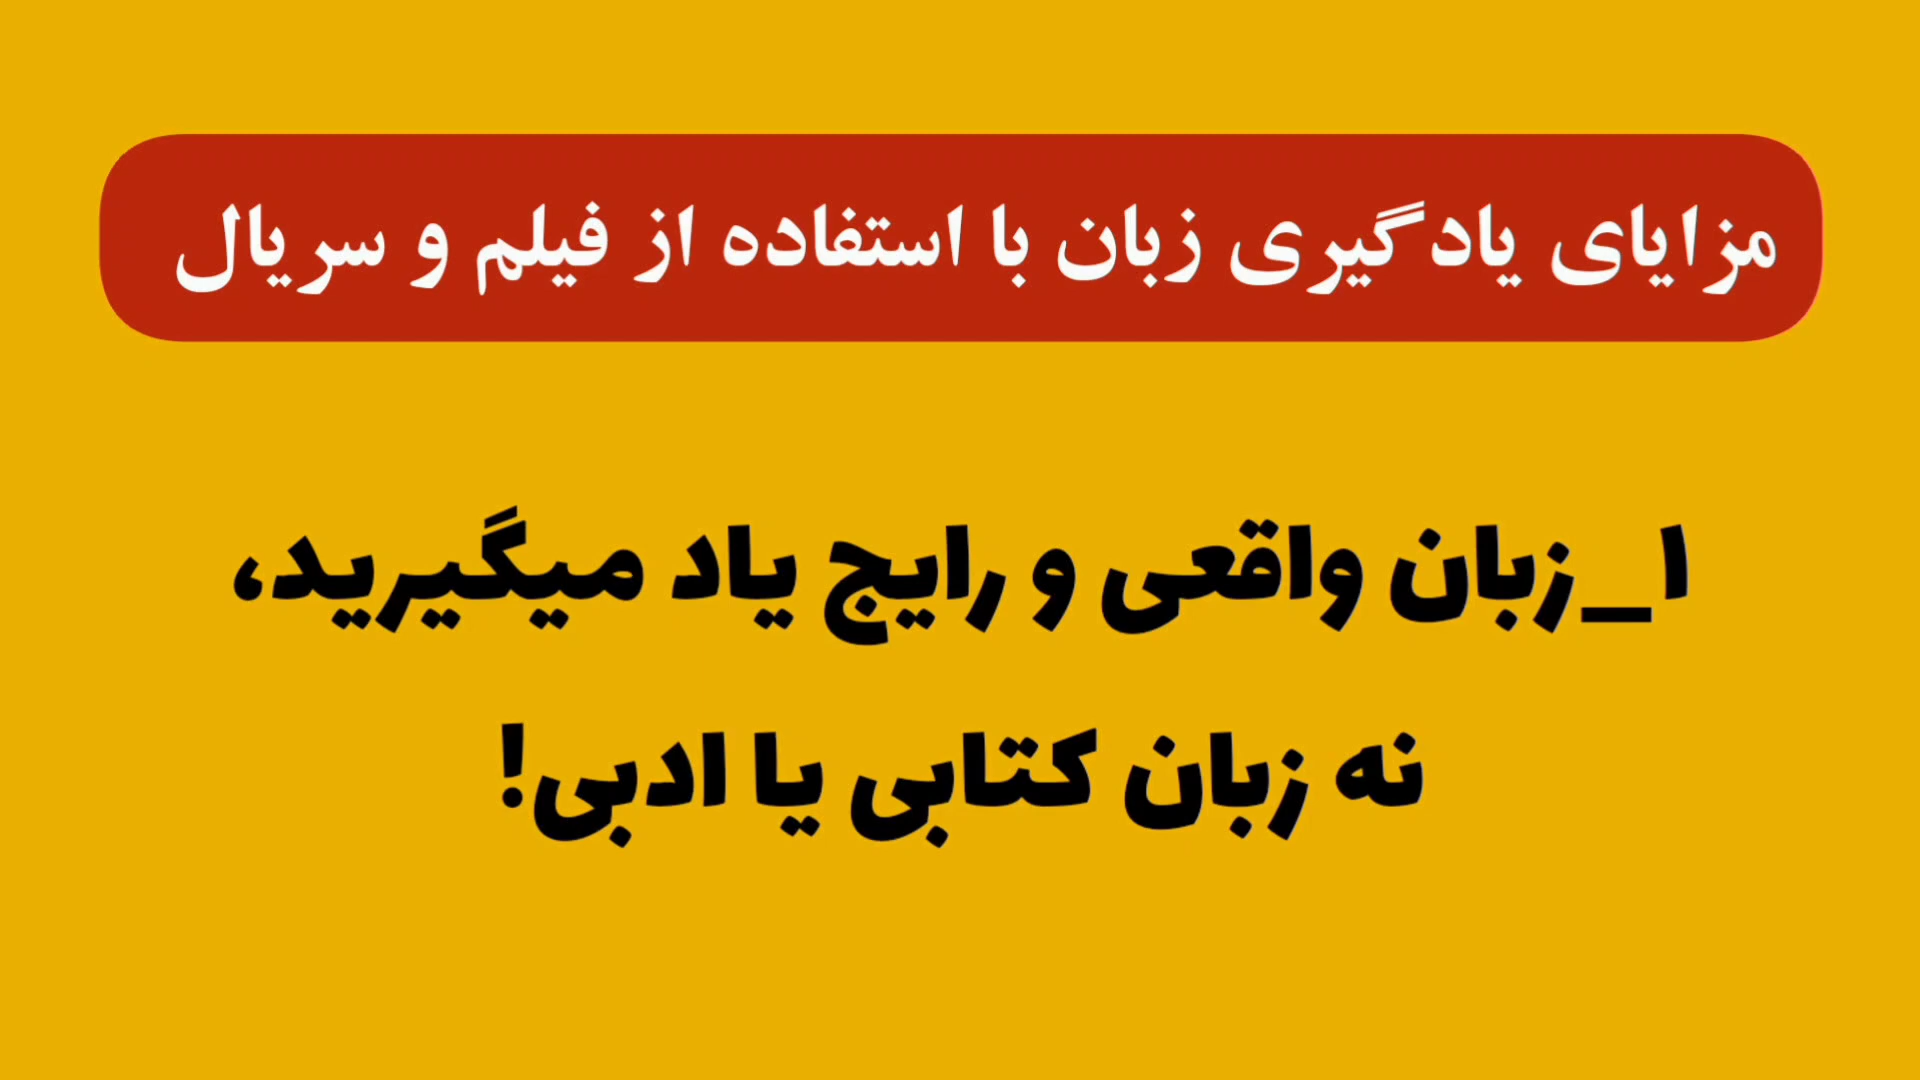 مزایای یادگیری زبان با استفاده از فیلم و سریال
۱_زبان واقعی و رایج یاد میگیرید،
نه زبان کتابی یا ادبی!